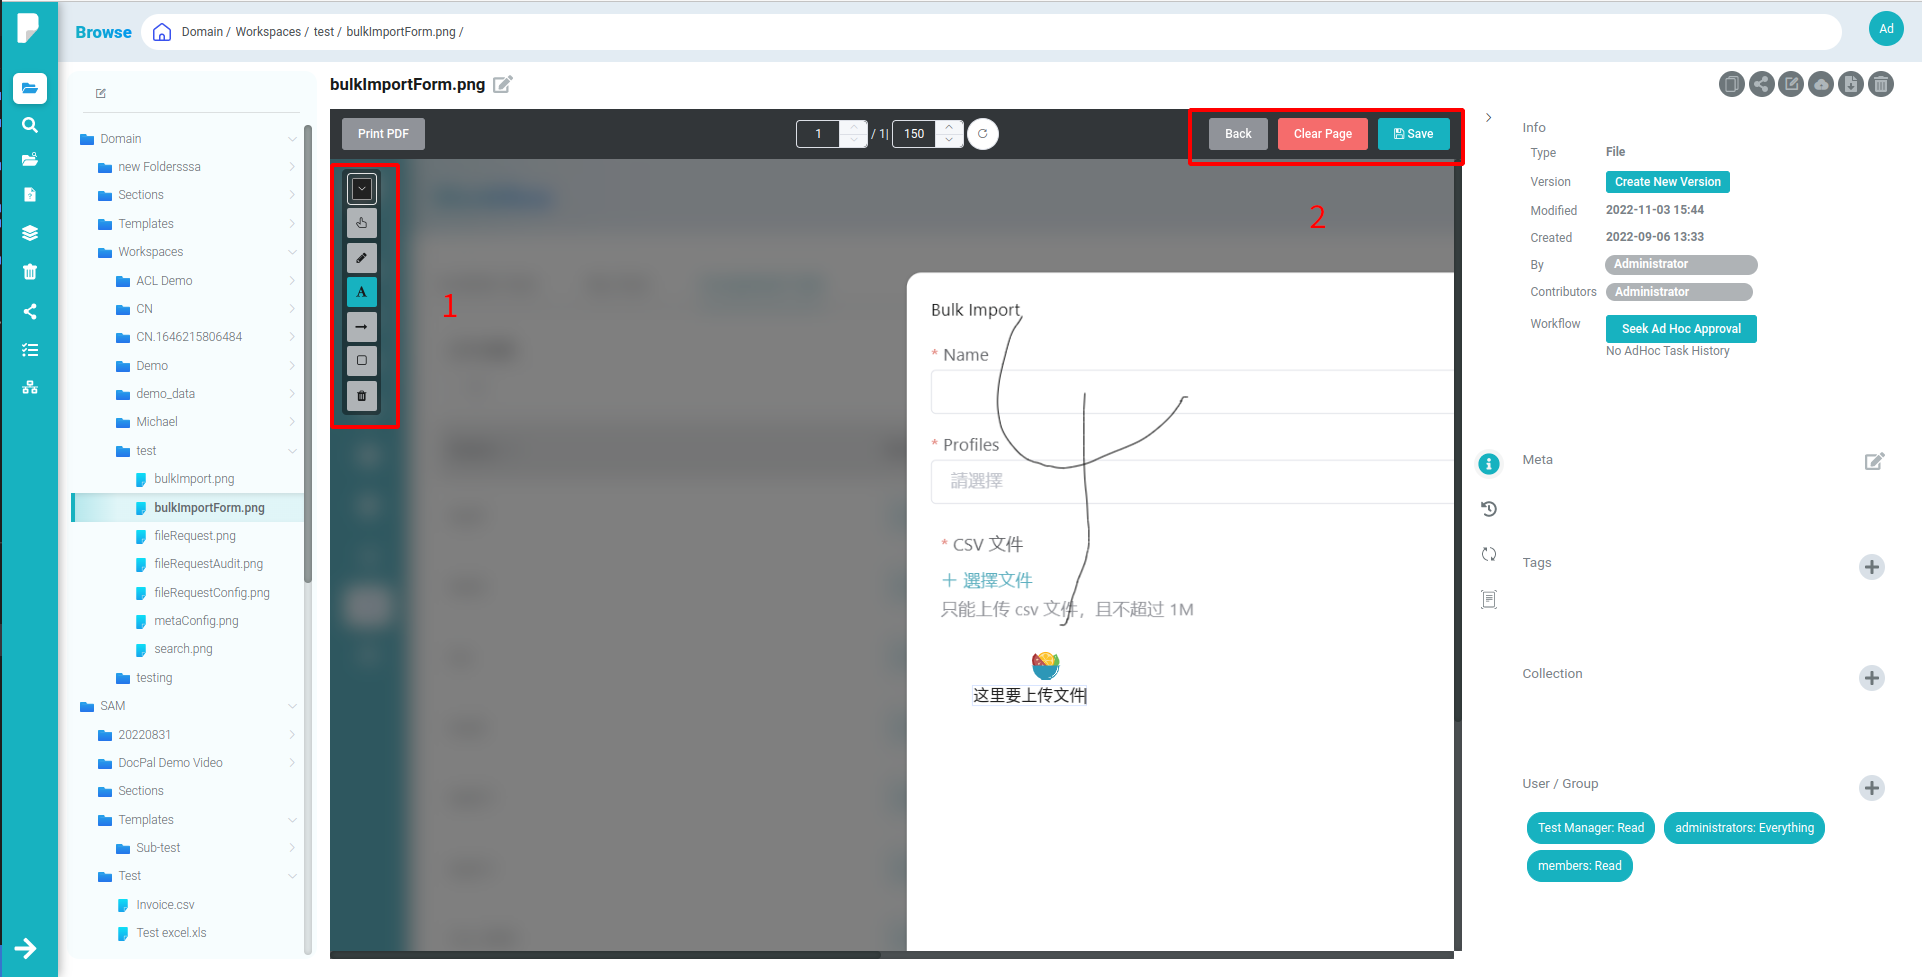 Browse
Domain / Workspaces / test / bulkImportForm.png /
Ad
Domain
new Foldersssa
Sections
Templates
Workspaces
ACL Demo
CN
CN.1646215806484
Demo
demo_data
Michael
test
bulkImport.png
bulkImportForm.png
fileRequest.png
fileRequestAudit.png
fileRequestConfig.png
metaConfig.png
search.png
testing
SAM
20220831
DocPal Demo Video
Sections
Templates
Sub-test
Test
Invoice.csv
Test excel.xls
bulkImportForm.png
Print PDF
1 / 1| 150
Back Clear Page Save
A
1
2
Bulk Import
* Name
* Profiles
請選擇
* CSV 文件
+ 選擇文件
只能上传 csv 文件，且不超过 1M
这里要上传文件
Info
Type File
Version Create New Version
Modified 2022-11-03 15:44
Created 2022-09-06 13:33
By Administrator
Contributors Administrator
Workflow Seek Ad Hoc Approval
No AdHoc Task History
Meta
Tags
Collection
User / Group
Test Manager: Read administrators: Everything
members: Read